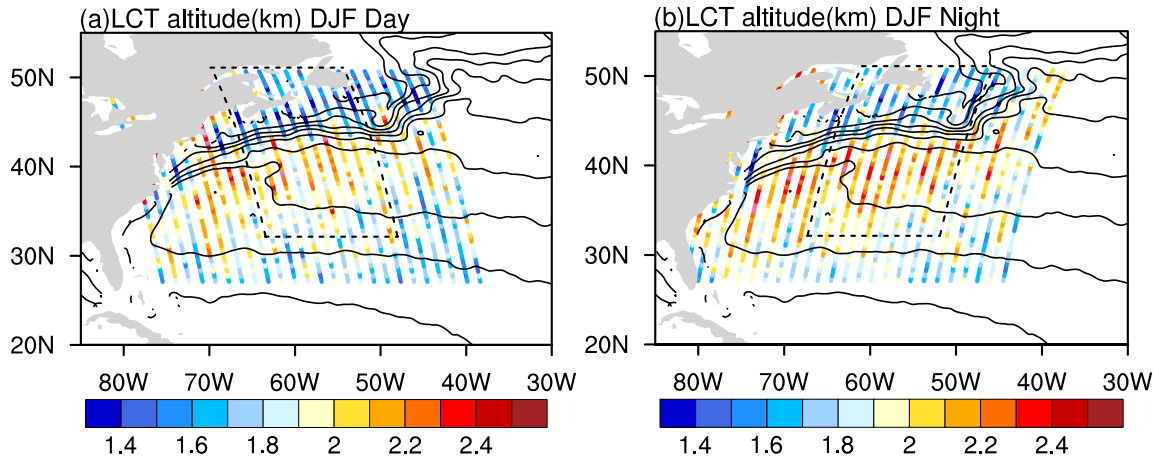 (a)LCT altitude(km) DJF Day
(b)LCT altitude(km) DJF Night
50N
40N
30N
20N
80W 70W 60W 50W 40W 30W
1.4 1.6 1.8 2 2.2 2.4
50N
40N
30N
20N
80W 70W 60W 50W 40W 30W
1.4 1.6 1.8 2 2.2 2.4